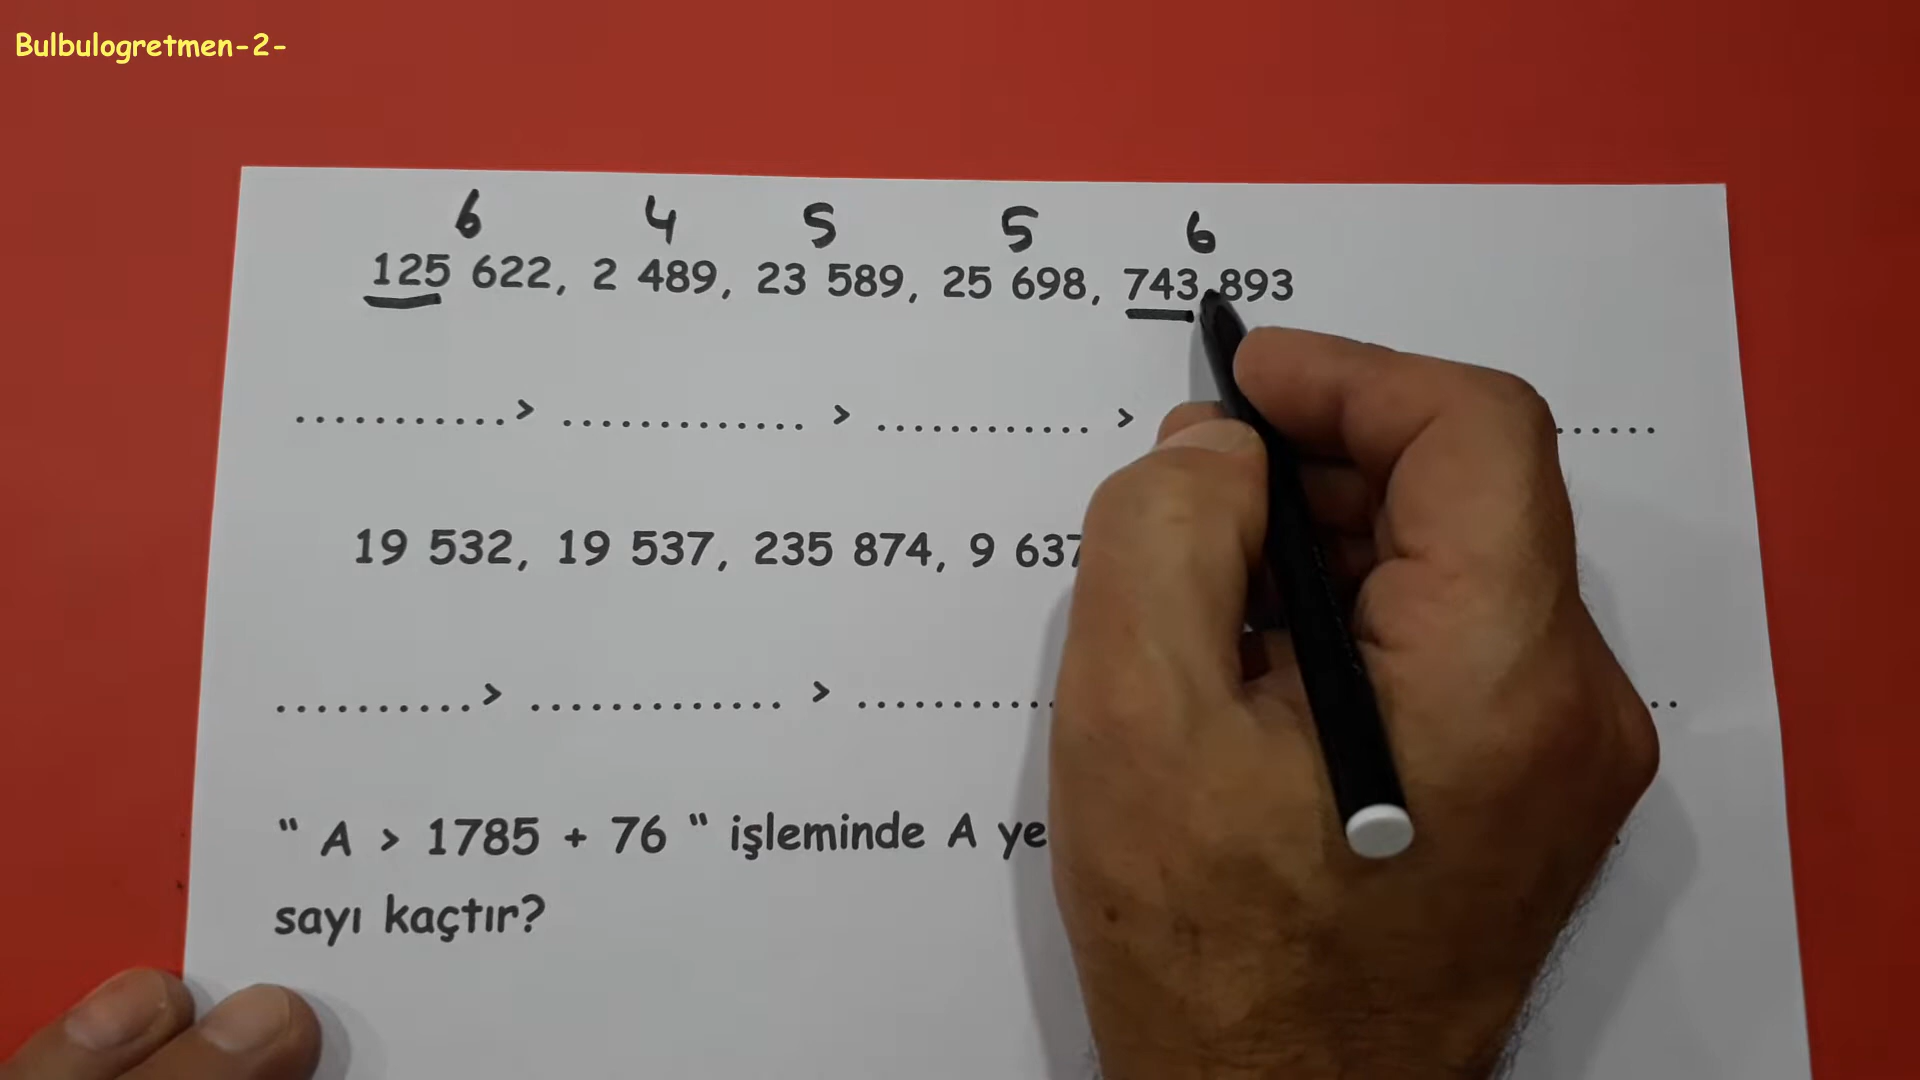 Bulbulogretmen-2-
6 4 5 5 6
125 622, 2 489, 23 589, 25 698, 743 893
...........> ............. > ............ > ......
19 532, 19 537, 235 874, 9 637
..........> ............. > .......... ..
" A > 1785 + 76 " işleminde A ye
sayı kaçtır?